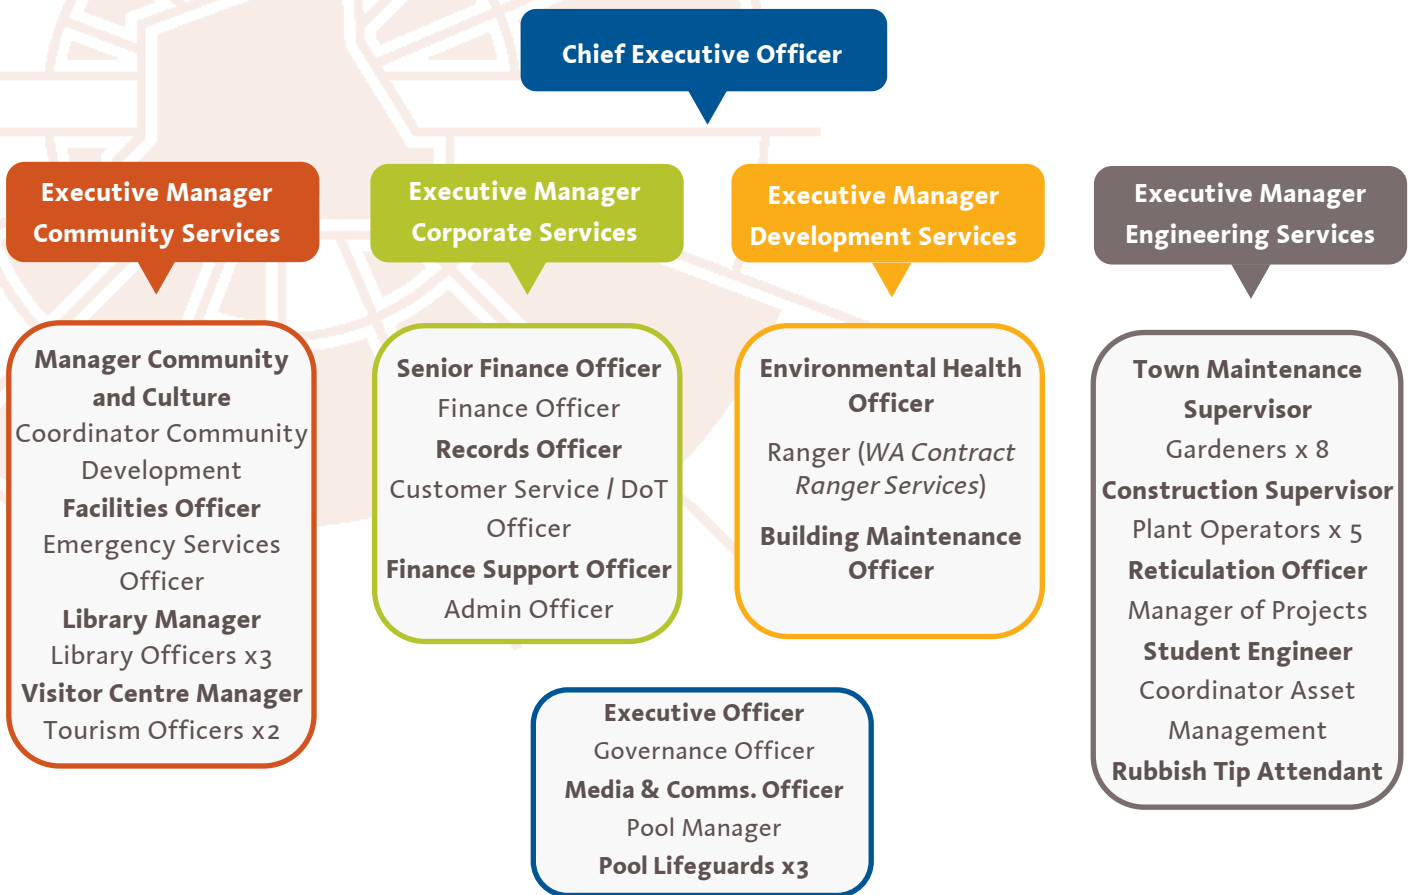 Chief Executive Officer
Executive Manager
Community Services
Executive Manager
Corporate Services
Executive Manager
Development Services
Executive Manager
Engineering Services
Manager Community
and Culture
Coordinator Community
Development
Facilities Officer
Emergency Services
Officer
Library Manager
Library Officers x3
Visitor Centre Manager
Tourism Officers x2
Senior Finance Officer
Finance Officer
Records Officer
Customer Service / DoT
Officer
Finance Support Officer
Admin Officer
Environmental Health
Officer
Ranger (WA Contract
Ranger Services)
Building Maintenance
Officer
Town Maintenance
Supervisor
Gardeners x 8
Construction Supervisor
Plant Operators x 5
Reticulation Officer
Manager of Projects
Student Engineer
Coordinator Asset
Management
Rubbish Tip Attendant
Executive Officer
Governance Officer
Media & Comms. Officer
Pool Manager
Pool Lifeguards x3